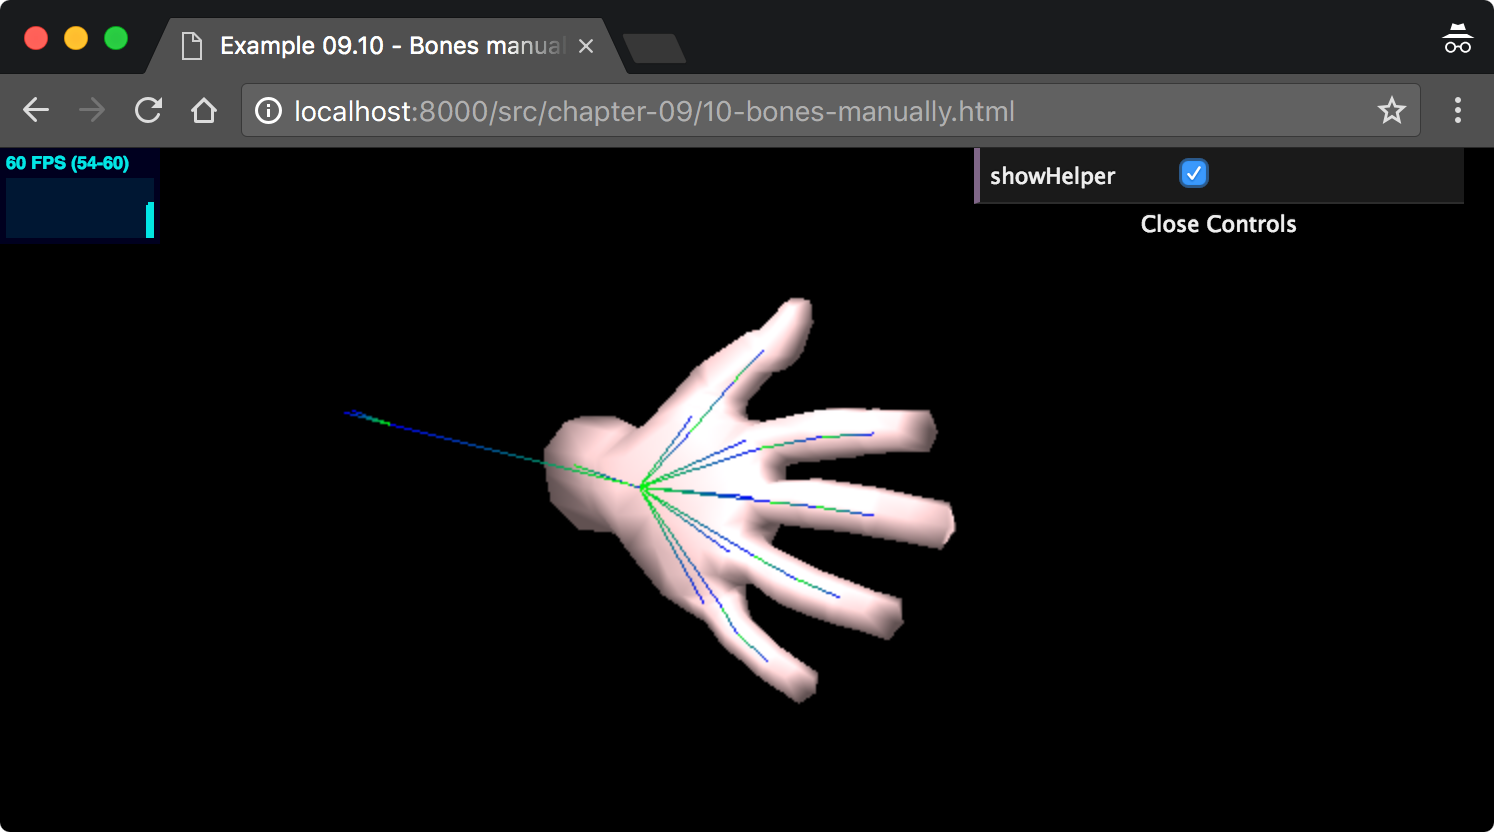 Example 09.10 - Bones manual
localhost:8000/src/chapter-09/10-bones-manually.html
60 FPS (54-60)
showHelper
Close Controls